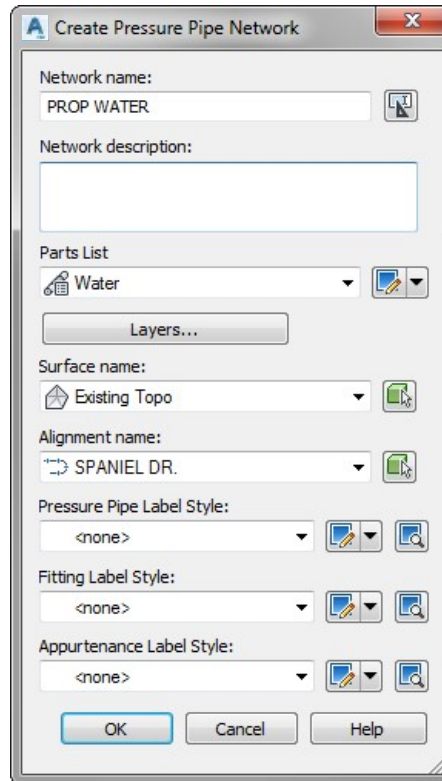 Create Pressure Pipe Network
Network name:
PROP WATER
Network description:
Parts List
Water
Layers...
Surface name:
Existing Topo
Alignment name:
SPANIEL DR.
Pressure Pipe Label Style:
<none>
Fitting Label Style:
<none>
Appurtenance Label Style:
<none>
OK Cancel Help